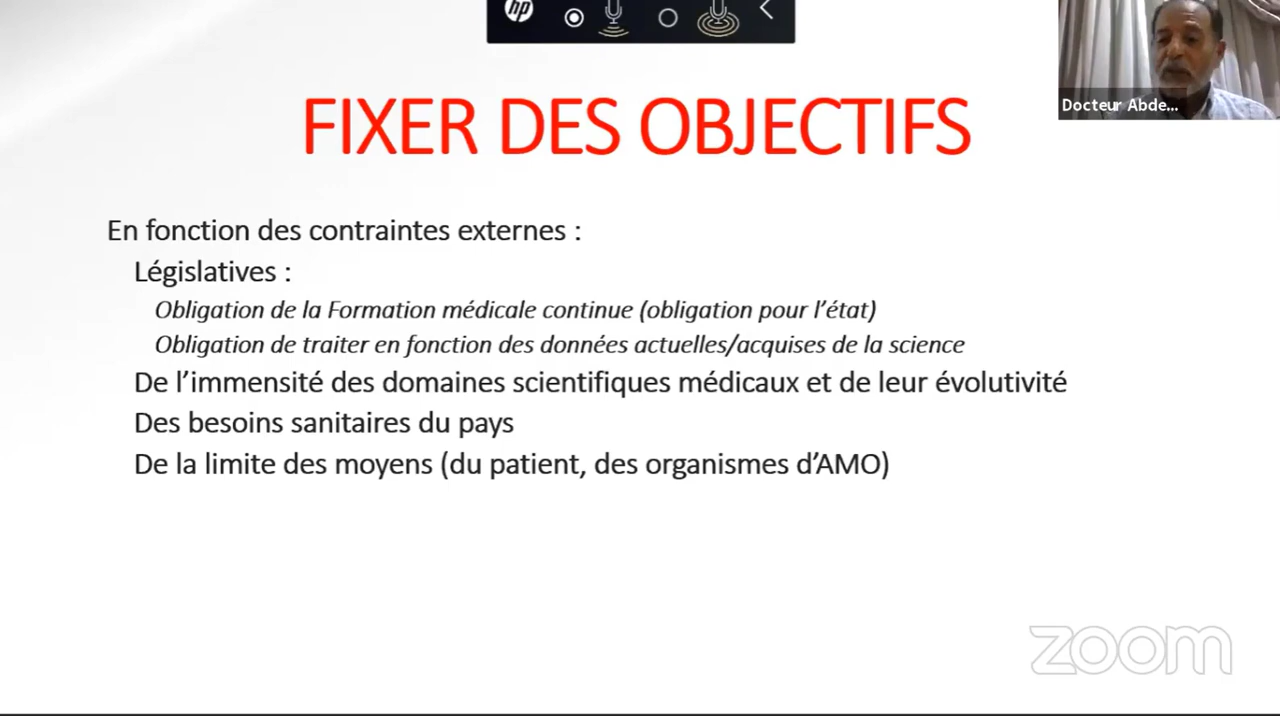 hp
Docteur Abde...
FIXER DES OBJECTIFS
En fonction des contraintes externes :
Législatives :
Obligation de la Formation médicale continue (obligation pour l'état)
Obligation de traiter en fonction des données actuelles/acquises de la science
De l'immensité des domaines scientifiques médicaux et de leur évolutivité
Des besoins sanitaires du pays
De la limite des moyens (du patient, des organismes d'AMO)
zoom